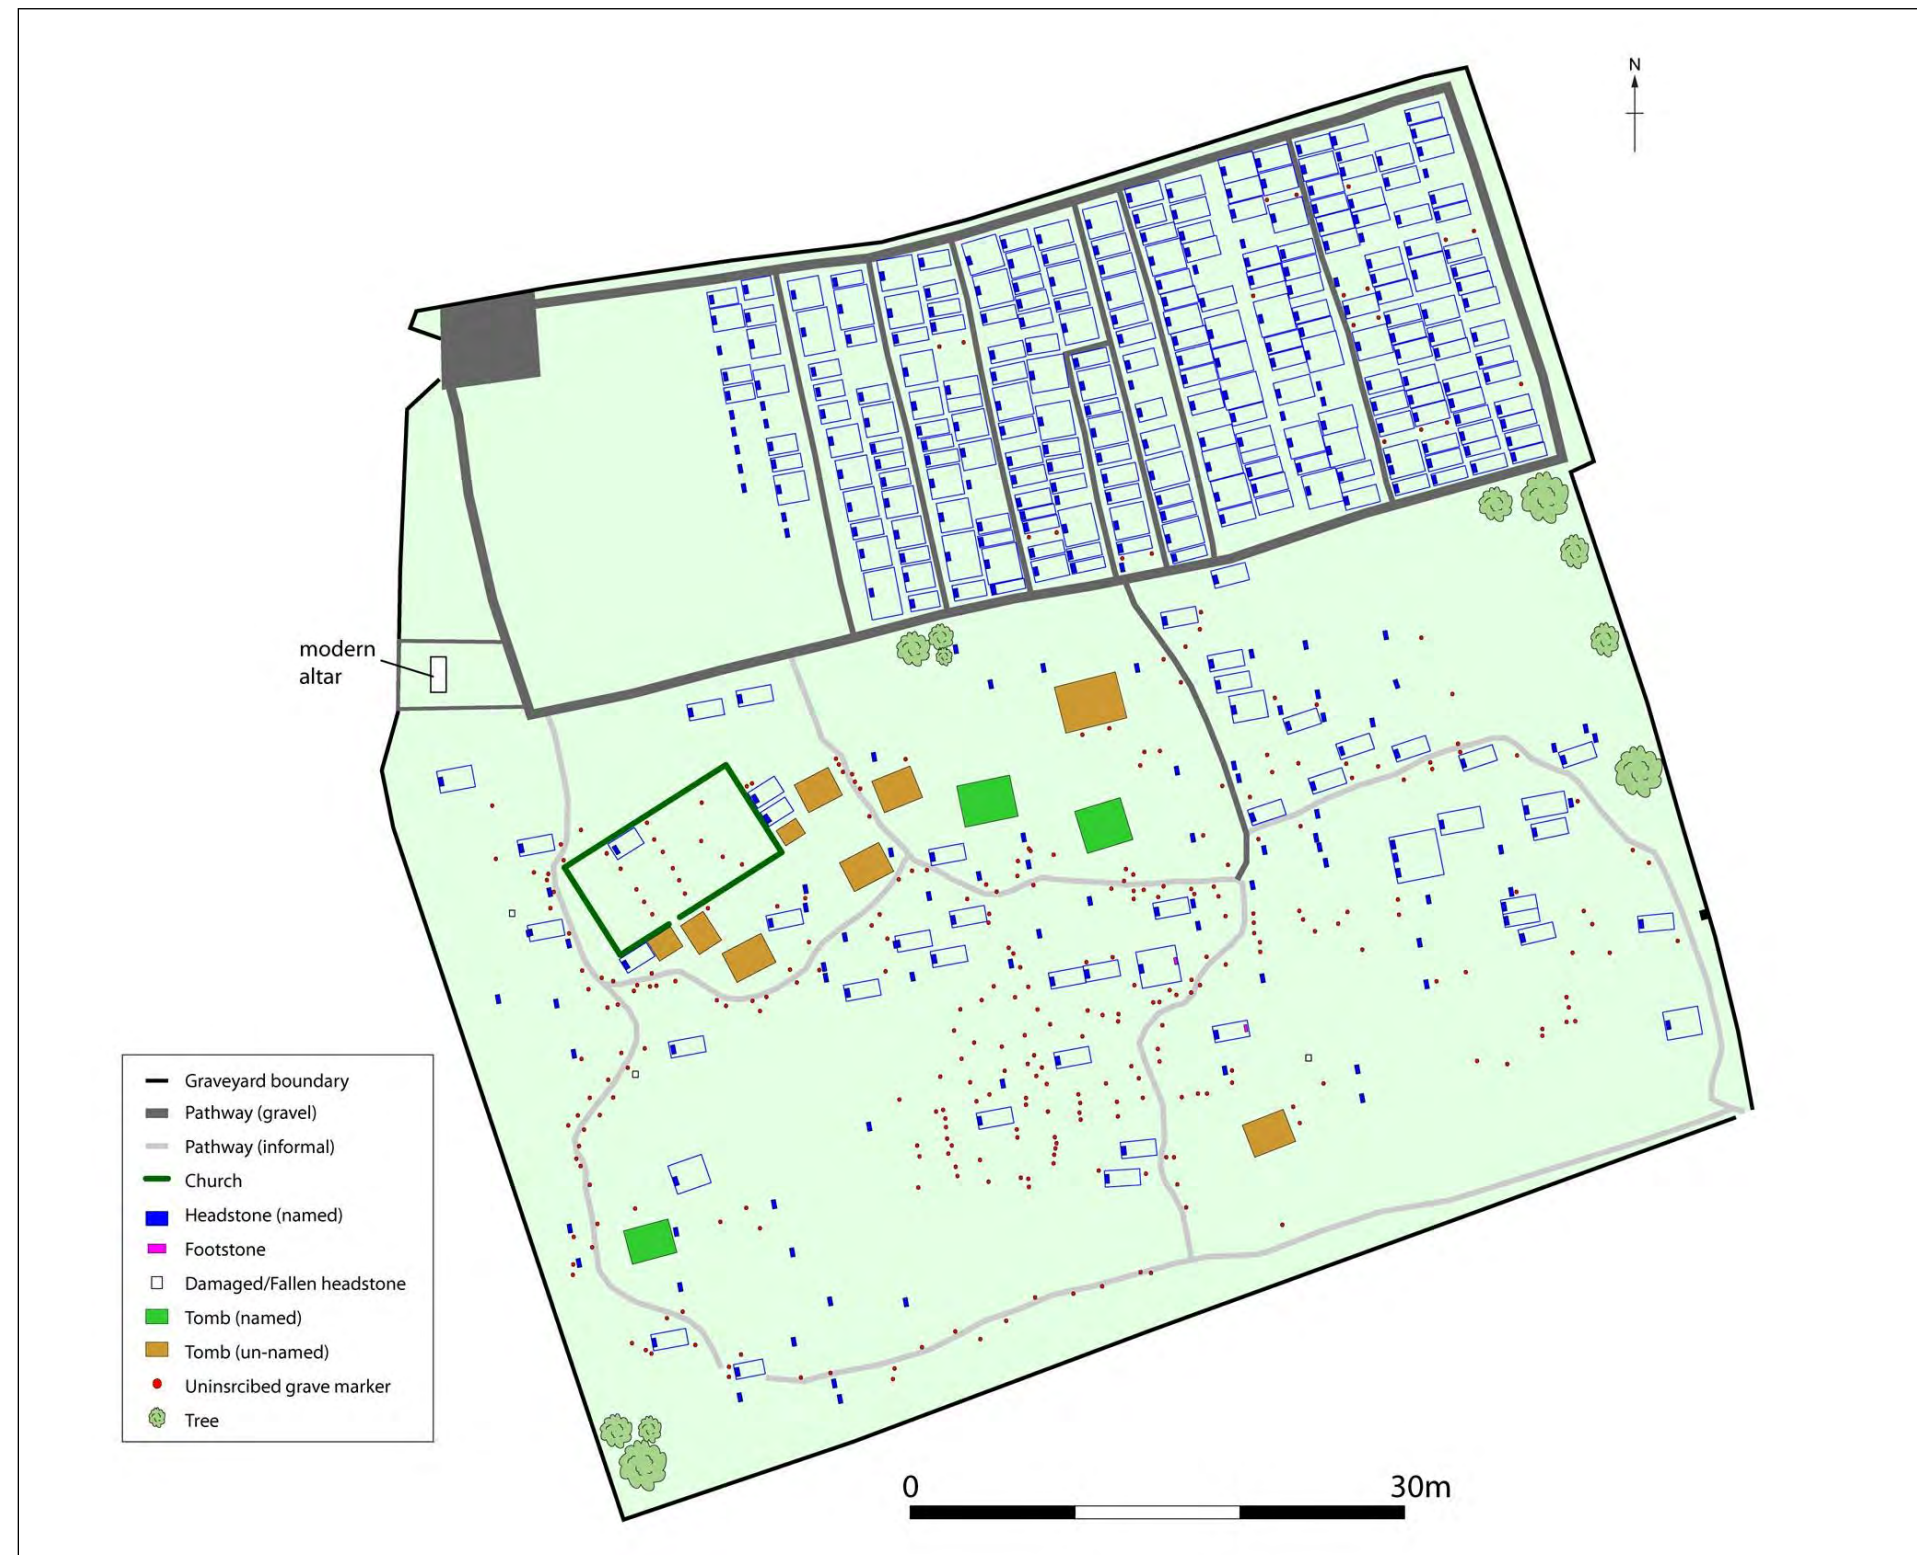 N
modern
altar
Graveyard boundary
Pathway (gravel)
Pathway (informal)
Church
Headstone (named)
Footstone
Damaged/Fallen headstone
Tomb (named)
Tomb (un-named)
Uninsrcibed grave marker
Tree
0 30m